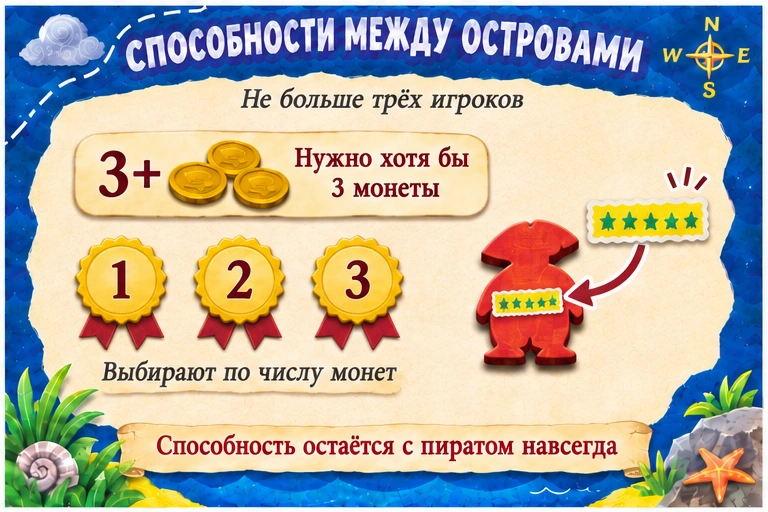 СПОСОБНОСТИ МЕЖДУ ОСТРОВАМИ
N
W E
S
Не больше трёх игроков
3+
Нужно хотя бы
3 монеты
1 2 3
Выбирают по числу монет
Способность остаётся с пиратом навсегда